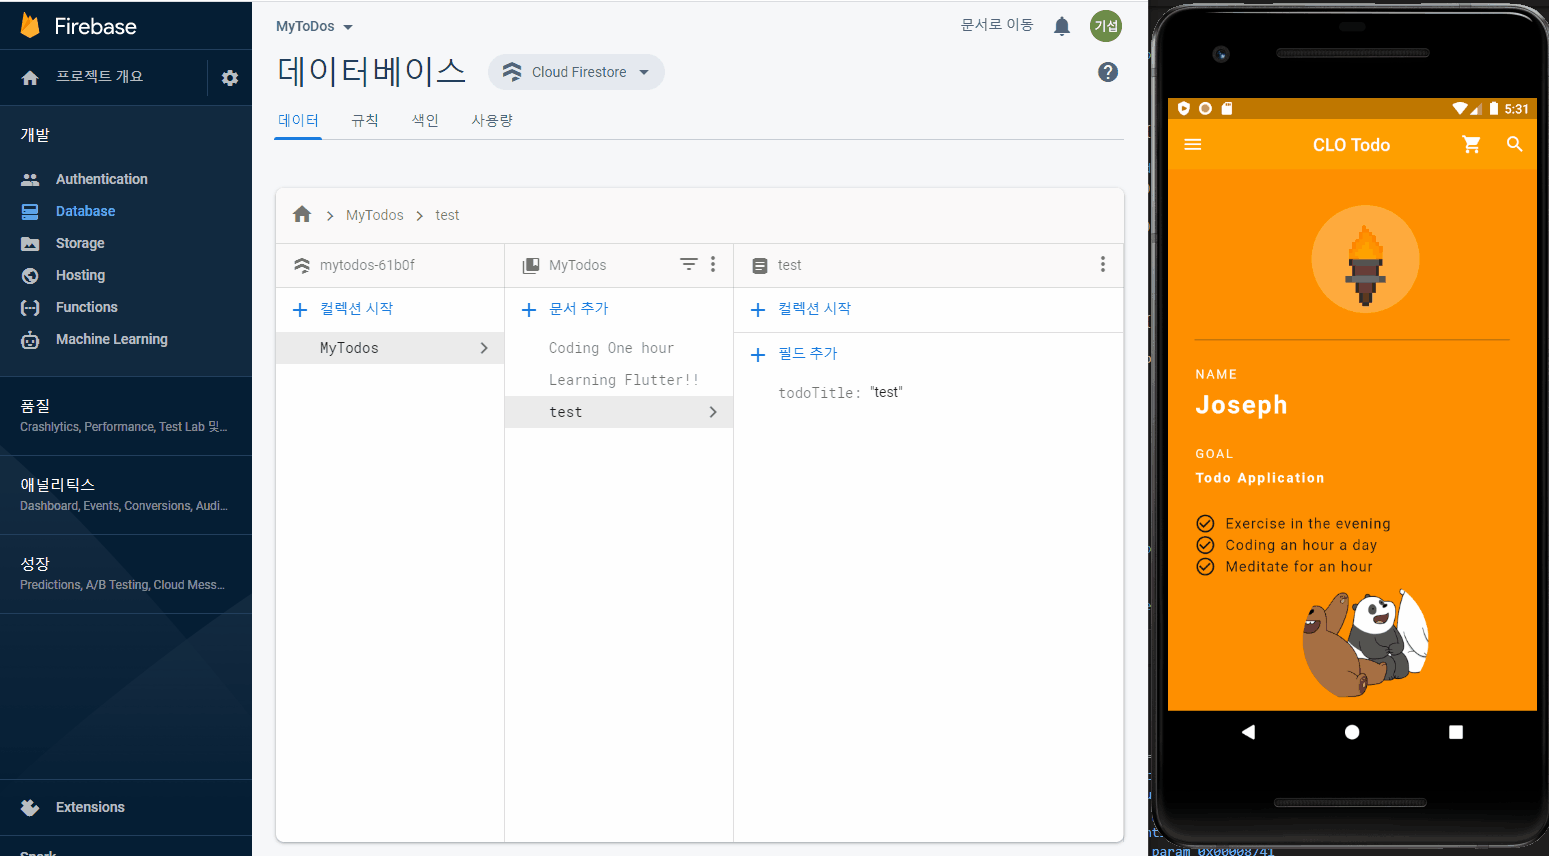 Firebase
프로젝트 개요
개발
Authentication
Database
Storage
Hosting
Functions
Machine Learning
품질
Crashlytics, Performance, Test Lab 및...
애널리틱스
Dashboard, Events, Conversions, Audi...
성장
Predictions, A/B Testing, Cloud Mess...
Extensions
Spark
MyToDos
문서로 이동
기섭
데이터베이스
Cloud Firestore
데이터
규칙
색인
사용량
MyTodos
test
mytodos-61b0f
컬렉션 시작
MyTodos
MyTodos
문서 추가
Coding One hour
Learning Flutter!!
test
test
컬렉션 시작
필드 추가
todoTitle: "test"
5:31
CLO Todo
NAME
Joseph
GOAL
Todo Application
Exercise in the evening
Coding an hour a day
Meditate for an hour
param 0x00008741